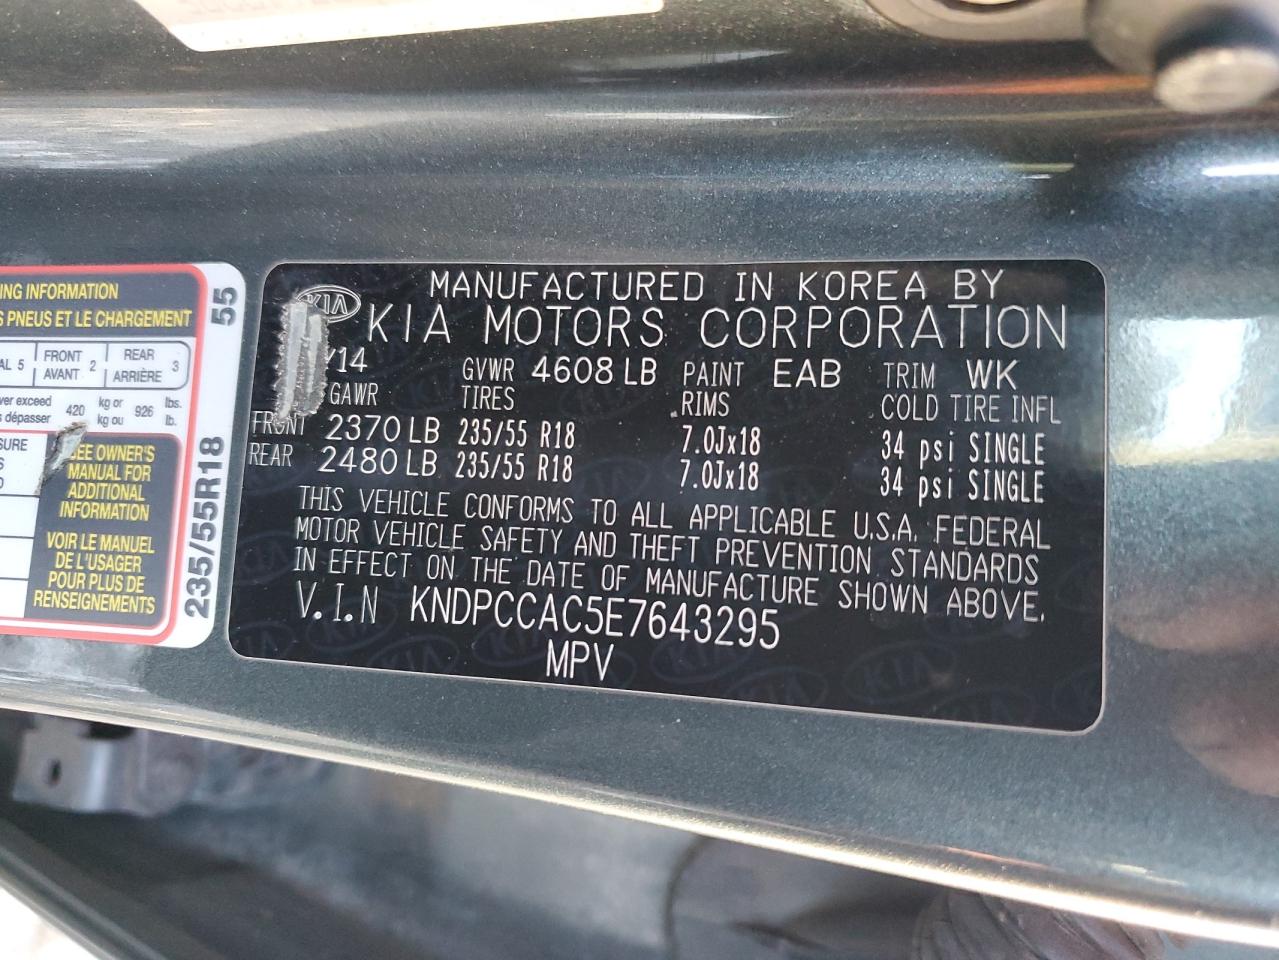 ING INFORMATION
S PNEUS ET LE CHARGEMENT
AL 5 FRONT AVANT 2 REAR ARRIÈRE 3
ver exceed
s dépasser 420 kg or kg ou 926 lbs. lb.
SURE
SEE OWNER'S
MANUAL FOR
ADDITIONAL
INFORMATION
VOIR LE MANUEL
DE L'USAGER
POUR PLUS DE
RENSEIGNEMENTS
235/55R18 55
MANUFACTURED IN KOREA BY
KIA KIA MOTORS CORPORATION
Y14 GVWR 4608 LB PAINT EAB TRIM WK
GAWR TIRES RIMS COLD TIRE INFL
FRONT 2370 LB 235/55 R18 7.0Jx18 34 psi SINGLE
REAR 2480 LB 235/55 R18 7.0Jx18 34 psi SINGLE
THIS VEHICLE CONFORMS TO ALL APPLICABLE U.S.A. FEDERAL
MOTOR VEHICLE SAFETY AND THEFT PREVENTION STANDARDS
IN EFFECT ON THE DATE OF MANUFACTURE SHOWN ABOVE.
V.I.N KNDPCCAC5E7643295
MPV